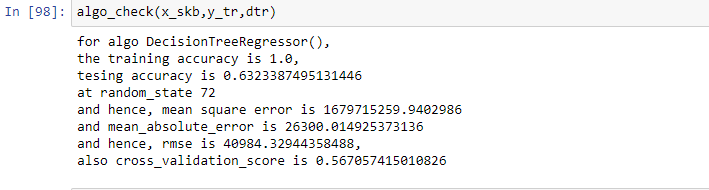 In [98]: algo_check(x_skb,y_tr,dtr)
for algo DecisionTreeRegressor(),
the training accuracy is 1.0,
tesing accuracy is 0.6323387495131446
at random_state 72
and hence, mean square error is 1679715259.9402986
and mean_absolute_error is 26300.014925373136
and hence, rmse is 40984.32944358488,
also cross_validation_score is 0.567057415010826